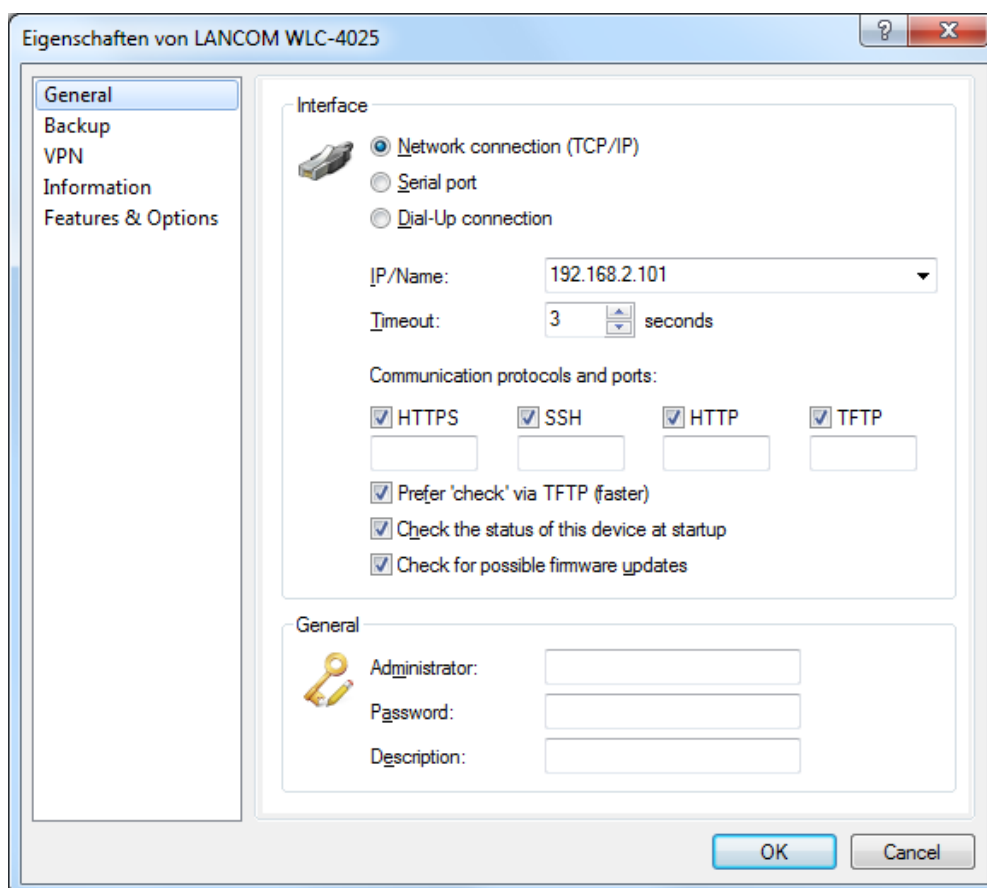 Eigenschaften von LANCOM WLC-4025
General
Backup
VPN
Information
Features & Options
Interface
Network connection (TCP/IP)
Serial port
Dial-Up connection
IP/Name: 192.168.2.101
Timeout: 3 seconds
Communication protocols and ports:
HTTPS SSH HTTP TFTP
Prefer 'check' via TFTP (faster)
Check the status of this device at startup
Check for possible firmware updates
General
Administrator:
Password:
Description:
OK Cancel